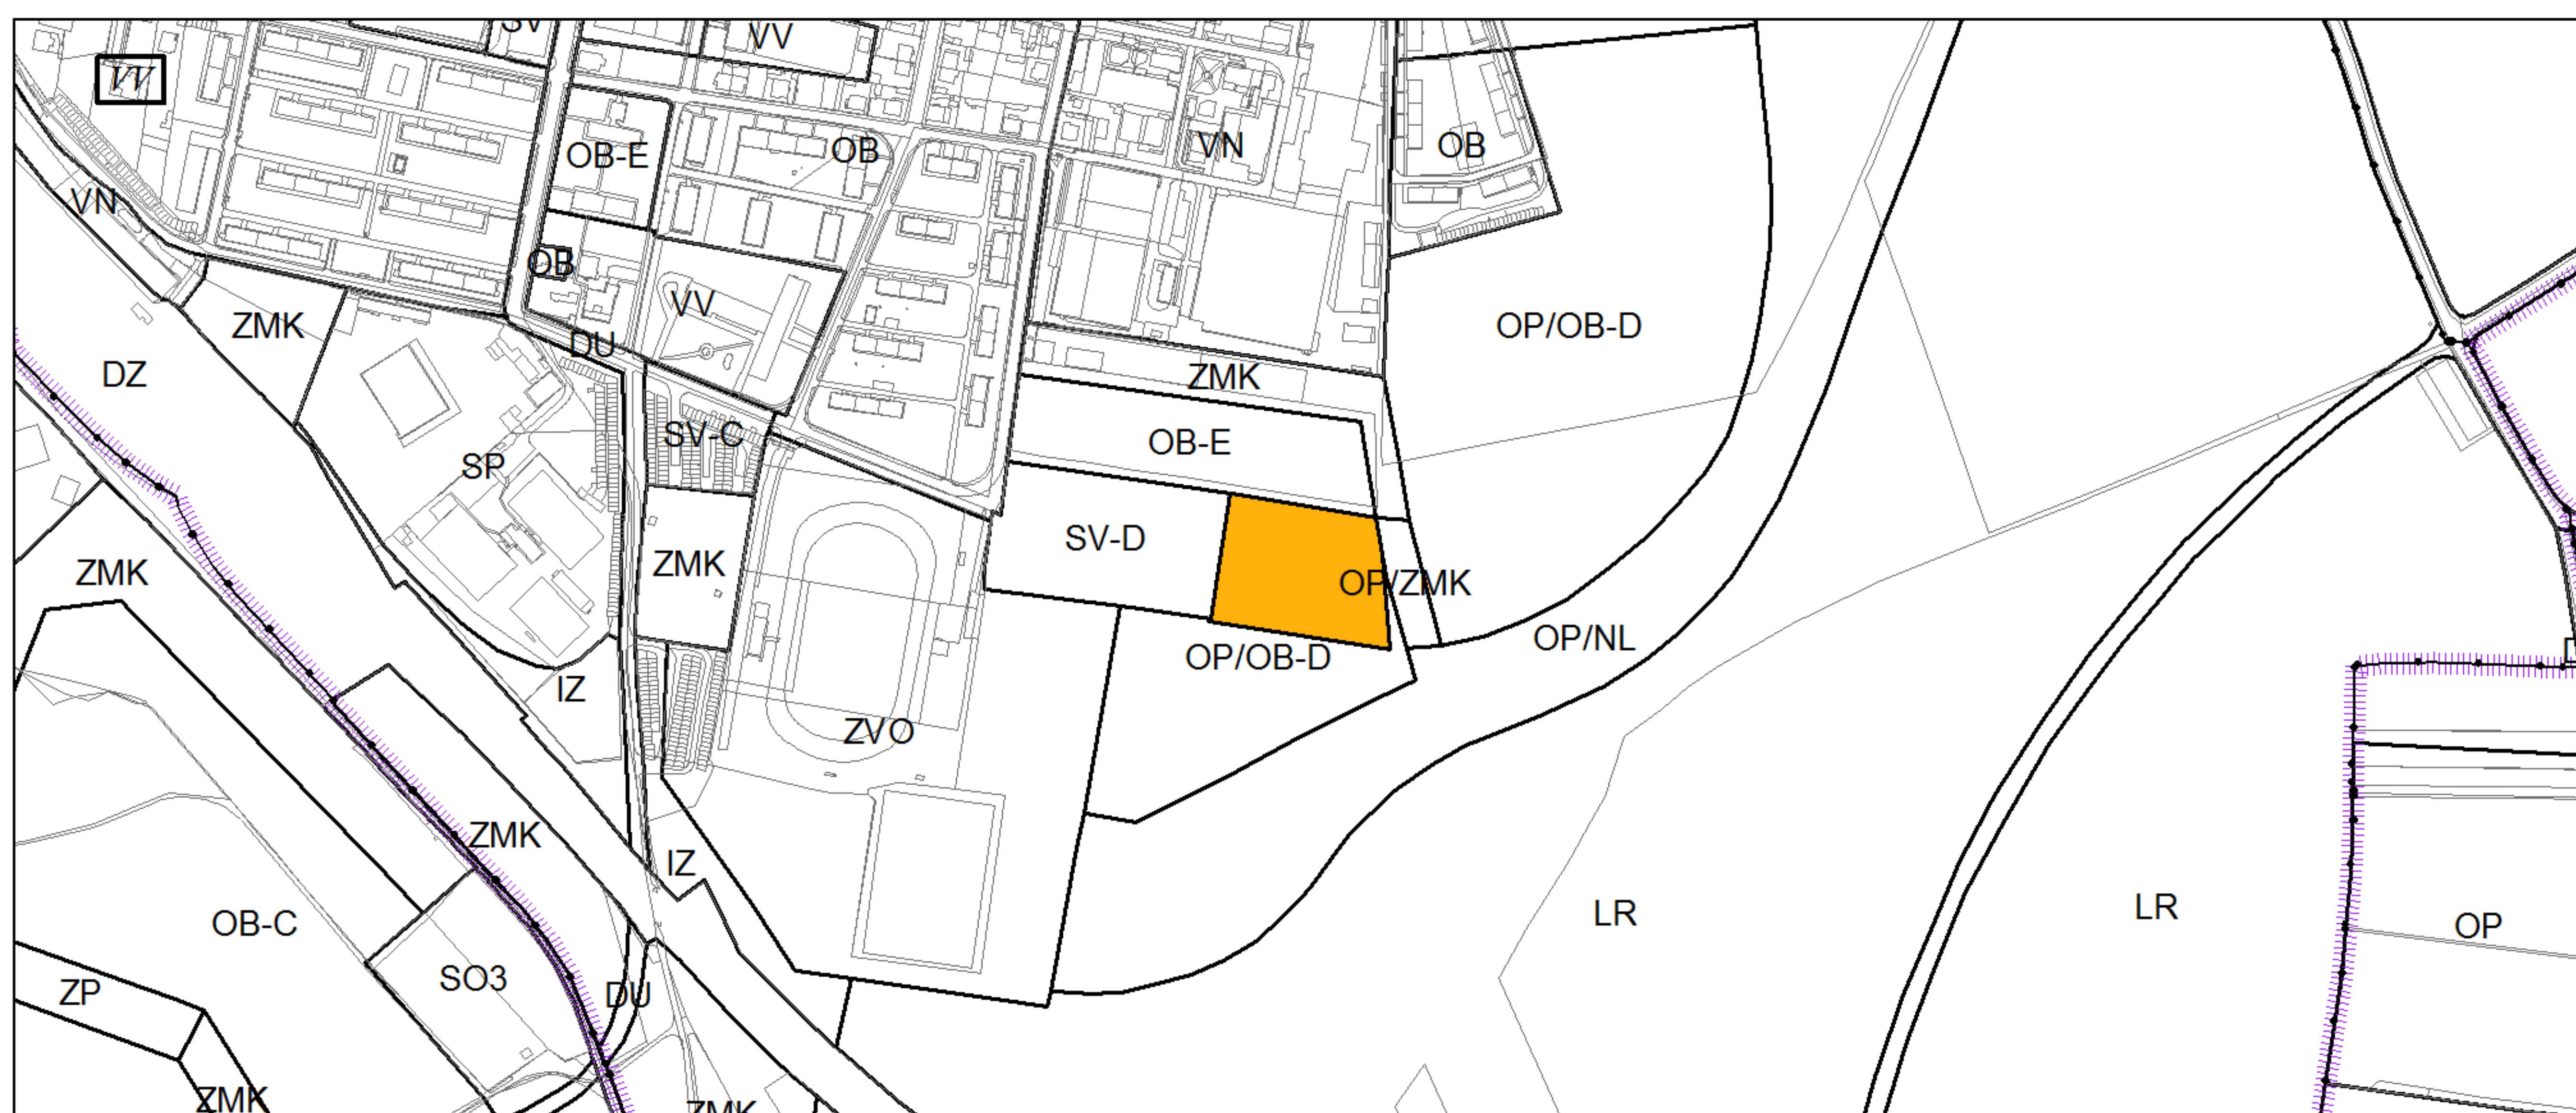 SV
VV
VV
OB-E
OB
VN
OB
VN
OB
VV
ZMK
DU
OP/OB-D
DZ
ZMK
SV-C
OB-E
SP
SV-D
ZMK
ZMK
OP/ZMK
OP/NL
OP/OB-D
IZ
ZVO
ZMK
IZ
LR
LR
OB-C
OP
SO3
ZP
DU
ZMK
ZMK